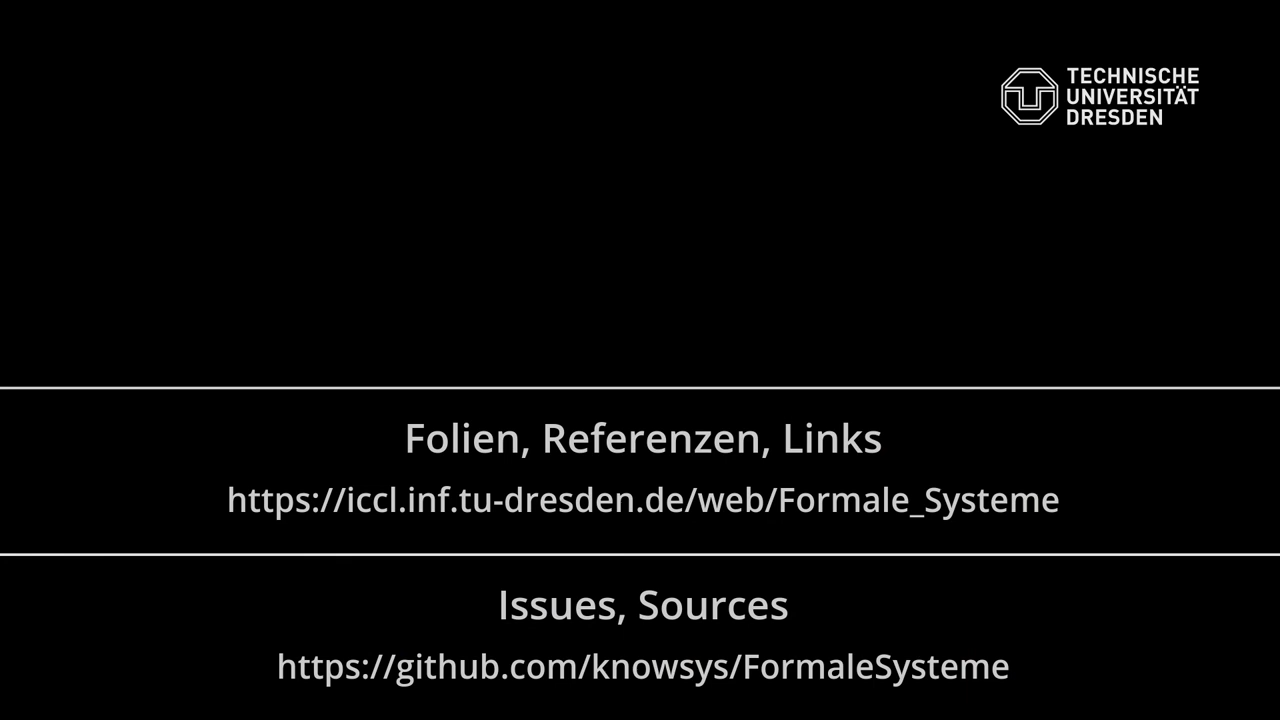 TECHNISCHE
UNIVERSITÄT
DRESDEN
Folien, Referenzen, Links
https://iccl.inf.tu-dresden.de/web/Formale_Systeme
Issues, Sources
https://github.com/knowsys/FormaleSysteme